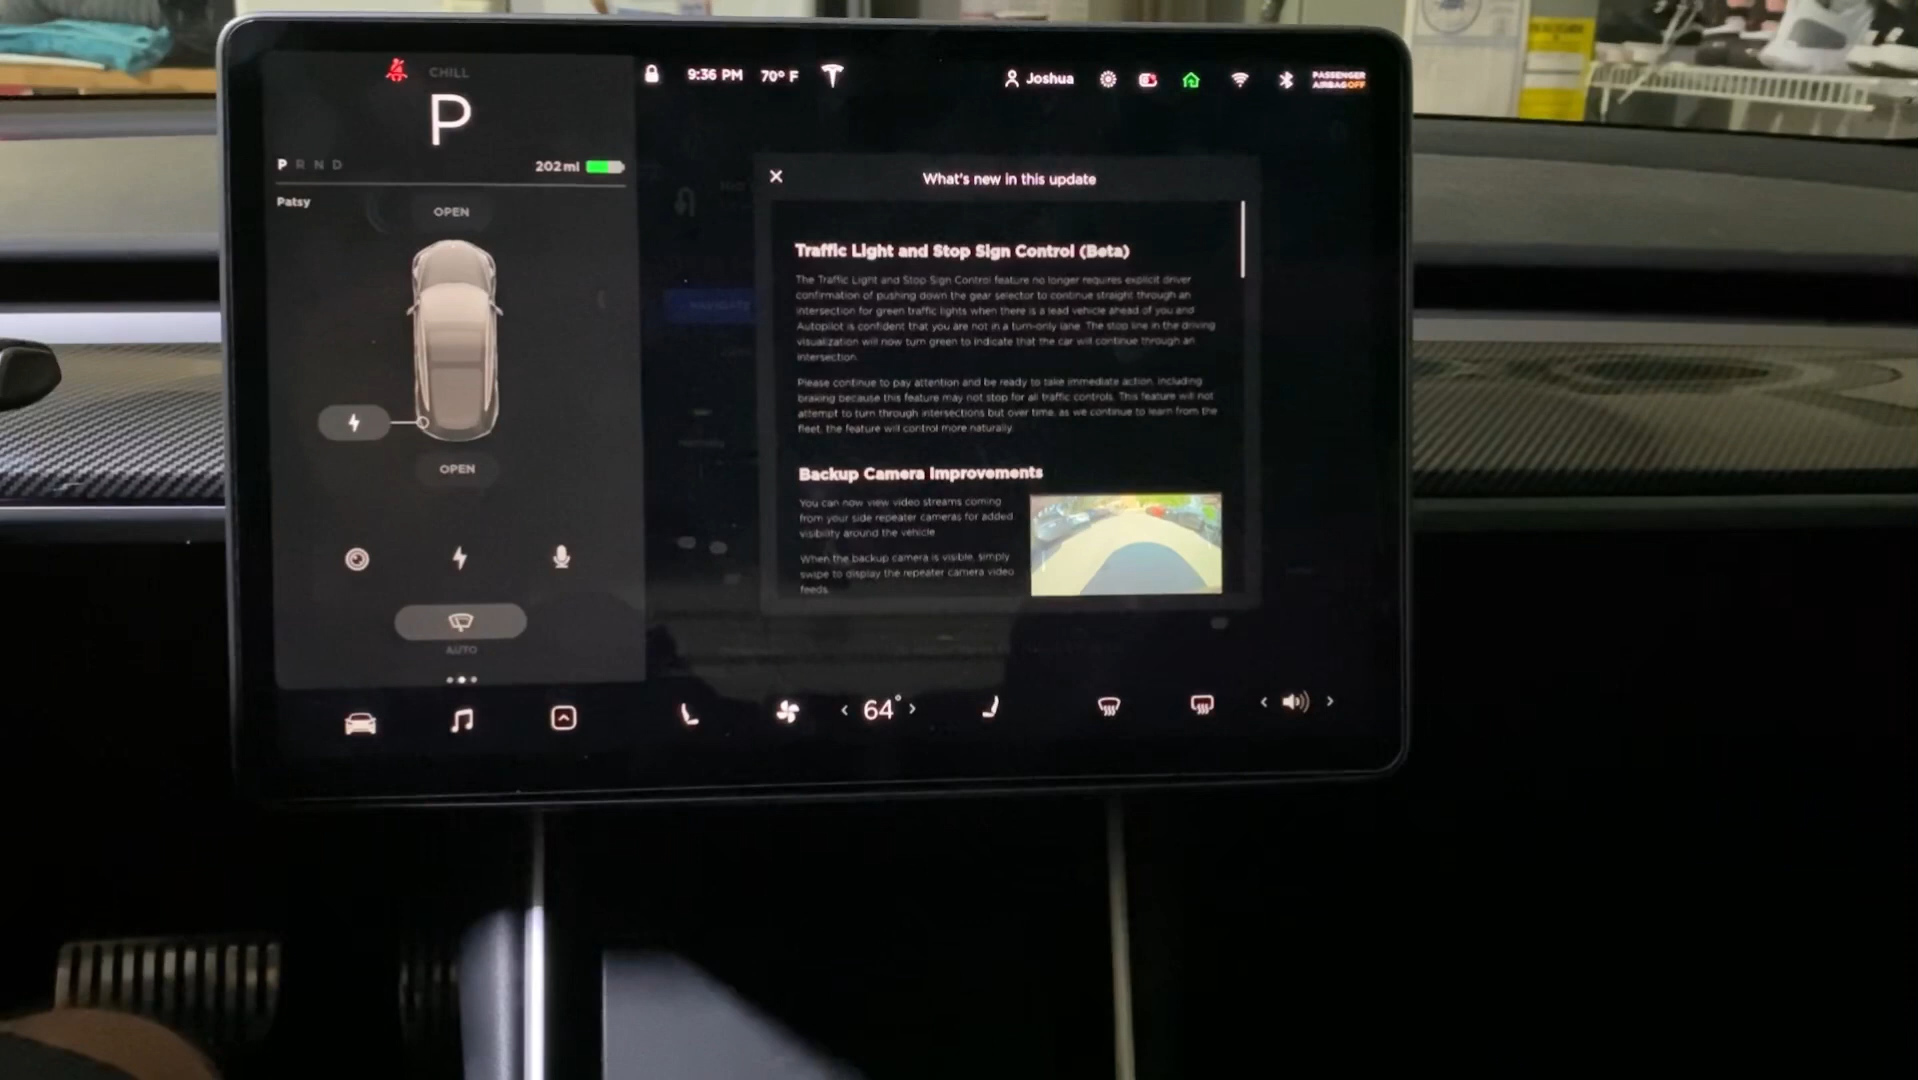 CHILL
P
P R N D
202 mi
Patsy
OPEN
OPEN
AUTO
9:36 PM 70° F
Joshua
PASSENGER
AIRBAG OFF
What's new in this update
Traffic Light and Stop Sign Control (Beta)
The Traffic Light and Stop Sign Control feature no longer requires explicit driver
confirmation of pushing down the gear selector to continue straight through an
intersection for green traffic lights when there is a lead vehicle ahead of you and
Autopilot is confident that you are not in a turn-only lane. The stop line in the driving
visualization will now turn green to indicate that the car will continue through an
intersection.
Please continue to pay attention and be ready to take immediate action, including
braking because this feature may not stop for all traffic controls. This feature will not
attempt to turn through intersections but over time, as we continue to learn from the
fleet, the feature will control more naturally.
Backup Camera Improvements
You can now view video streams coming
from your side repeater cameras for added
visibility around the vehicle.
When the backup camera is visible, simply
swipe to display the repeater camera video
feeds.
NAVIGATE
< 64° >
< >